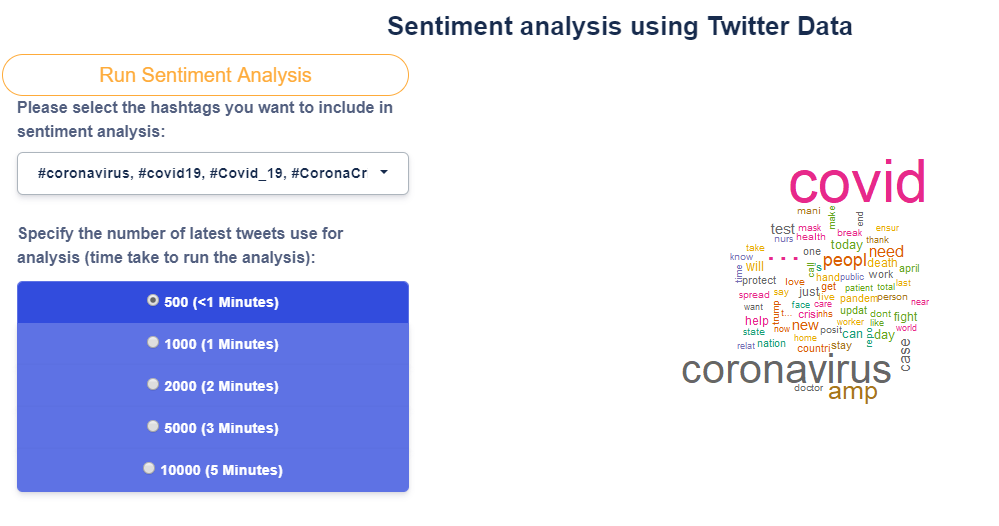 Sentiment analysis using Twitter Data
Run Sentiment Analysis
Please select the hashtags you want to include in
sentiment analysis:
#coronavirus, #covid19, #Covid_19, #CoronaCr
Specify the number of latest tweets use for
analysis (time take to run the analysis):
500 (<1 Minutes)
1000 (1 Minutes)
2000 (2 Minutes)
5000 (3 Minutes)
10000 (5 Minutes)
covid
mani make end
test mask break ensur
nurs health today thank
take ... one need
know will call s peopl death
time protect hand public work april
love get patient total last
spread say just live pandem person
want face care near
trump t... crisi nhs updat dont fight
help now new posit worker like world
state home can repo day
relat nation countri stay case
coronavirus
doctor amp